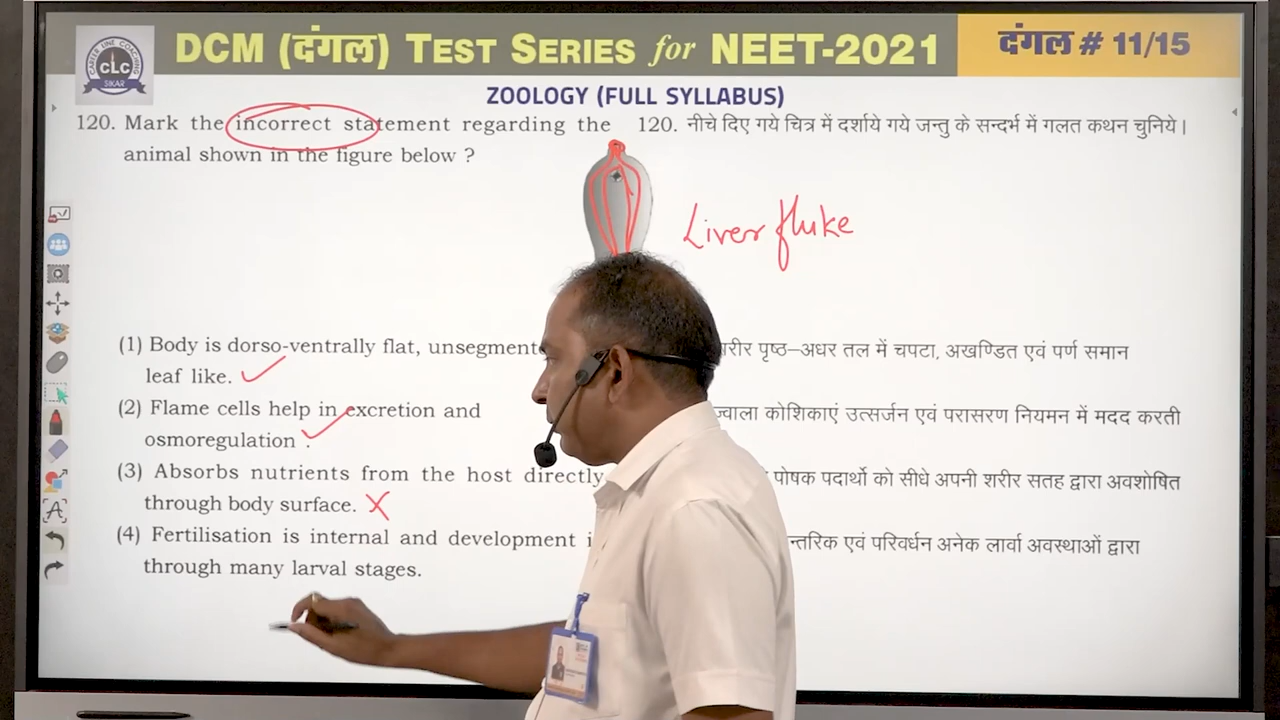 DCM (दंगल) TEST SERIES for NEET-2021
दंगल # 11/15
CAREER LINE COACHING
CLC
SIKAR
ZOOLOGY (FULL SYLLABUS)
120. Mark the incorrect statement regarding the
animal shown in the figure below ?
120. नीचे दिए गये चित्र में दर्शाये गये जन्तु के सन्दर्भ में गलत कथन चुनिये।
Liver fluke
(1) Body is dorso-ventrally flat,
leaf like.
पृष्ठ–अधर तल में चपटा, अखण्डित एवं पर्ण समान
(2) Flame cells help in excretion and
osmoregulation .
कोशिकाएं उत्सर्जन एवं परासरण नियमन में मदद करती
(3) Absorbs nutrients from the host directly
through body surface. X
पोषक पदार्थो को सीधे अपनी शरीर सतह द्वारा अवशोषित
(4) Fertilisation is internal and development
through many larval stages.
एवं परिवर्धन अनेक लार्वा अवस्थाओं द्वारा